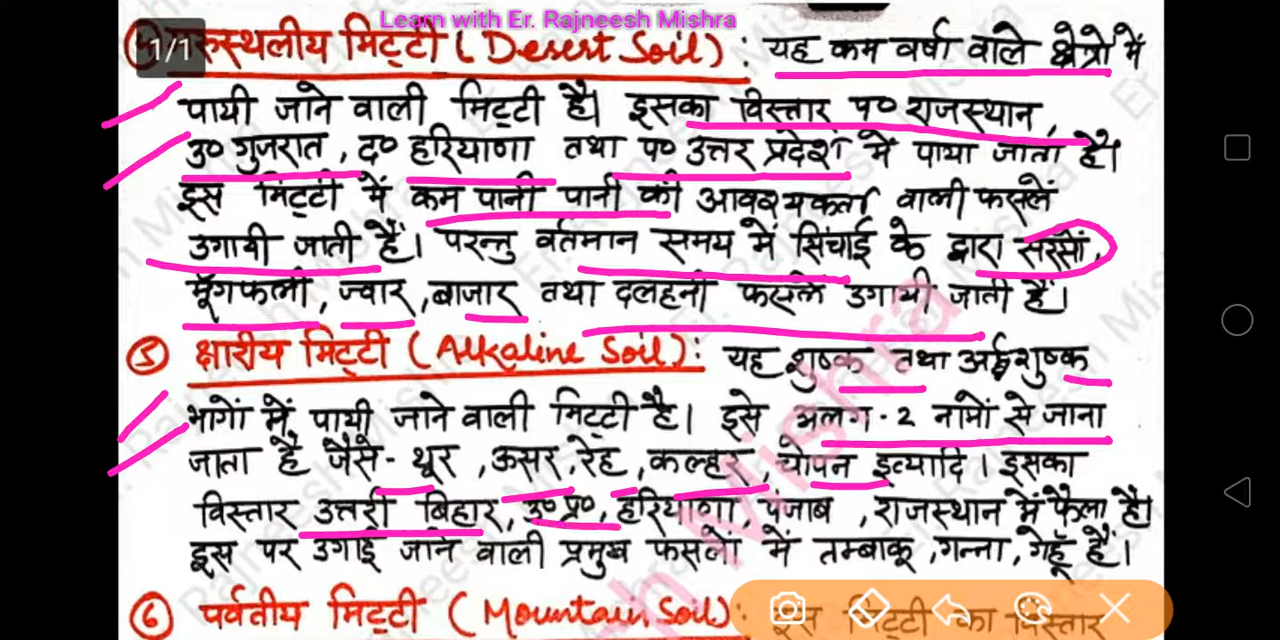 Learn with Er. Rajneesh Mishra
1/1 रुस्थलीय मिट्टी (Desert Soil) : यह कम वर्षा वाले क्षेत्रो में
पायी जाने वाली मिट्टी है। इसका विस्तार प० राजस्थान,
उ० गुजरात, द० हरियाणा तथा प० उत्तर प्रदेश में पाया जाता है।
इस मिट्टी में कम पानी पानी की आवश्यकता वाली फसलें
उगायी जाती हैं। परन्तु वर्तमान समय में सिंचाई के द्वारा सरसों,
मूँगफली, ज्वार, बाजार तथा दलहनी फसले उगायी जाती हैं।
5 क्षारीय मिट्टी (Alkaline Soil) : यह शुष्क तथा अर्द्धशुष्क
भागों में पायी जाने वाली मिट्टी है। इसे अलग-2 नामों से जाना
जाता है जैसे- थूर, ऊसर, रेह, कल्हर, चोपन इत्यादि। इसका
विस्तार उत्तरी बिहार, उ० प्र०, हरियाणा, पंजाब, राजस्थान में फैला है।
इस पर उगाई जाने वाली प्रमुख फसलों में तम्बाकू, गन्ना, गेहूँ हैं।
6 पर्वतीय मिट्टी (Mountain Soil) : इस मिट्टी का विस्तार